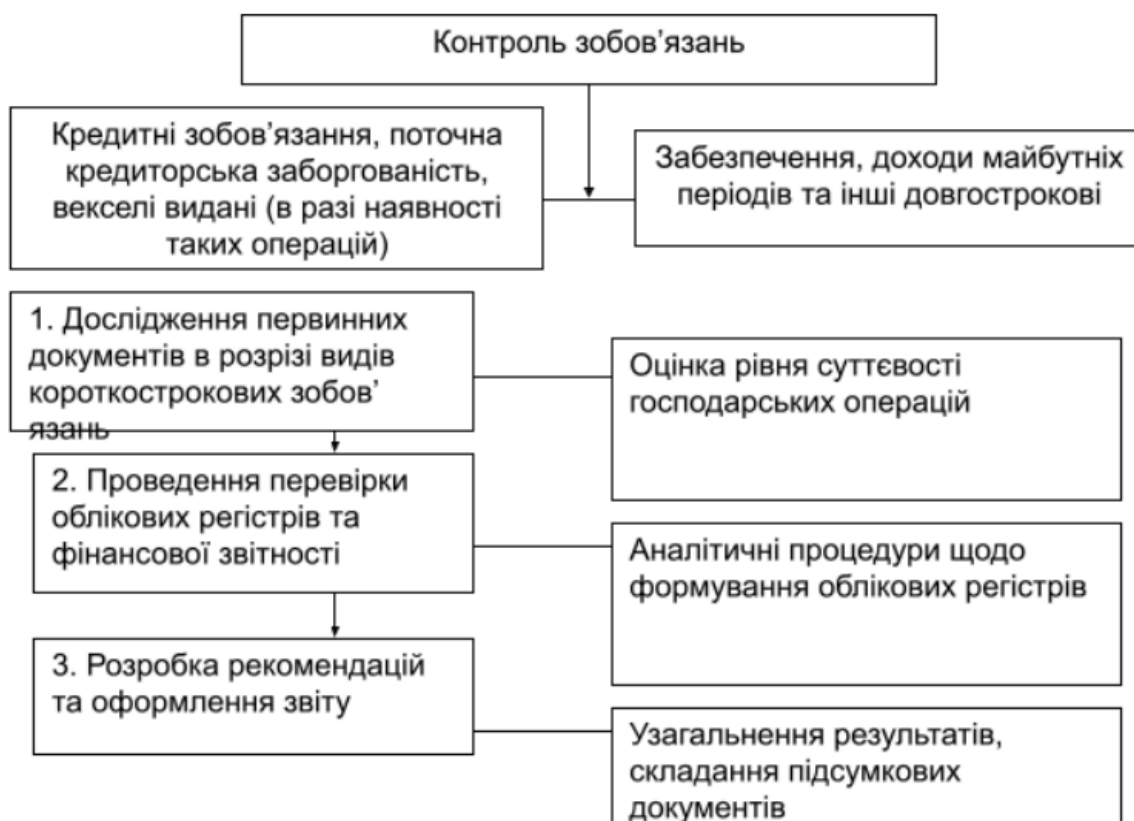 Контроль зобов’язань
Кредитні зобов’язання, поточна
кредиторська заборгованість,
векселі видані (в разі наявності
таких операцій)
Забезпечення, доходи майбутніх
періодів та інші довгострокові
1. Дослідження первинних
документів в розрізі видів
короткострокових зобов’
язань
Оцінка рівня суттєвості
господарських операцій
2. Проведення перевірки
облікових регістрів та
фінансової звітності
Аналітичні процедури щодо
формування облікових регістрів
3. Розробка рекомендацій
та оформлення звіту
Узагальнення результатів,
складання підсумкових
документів